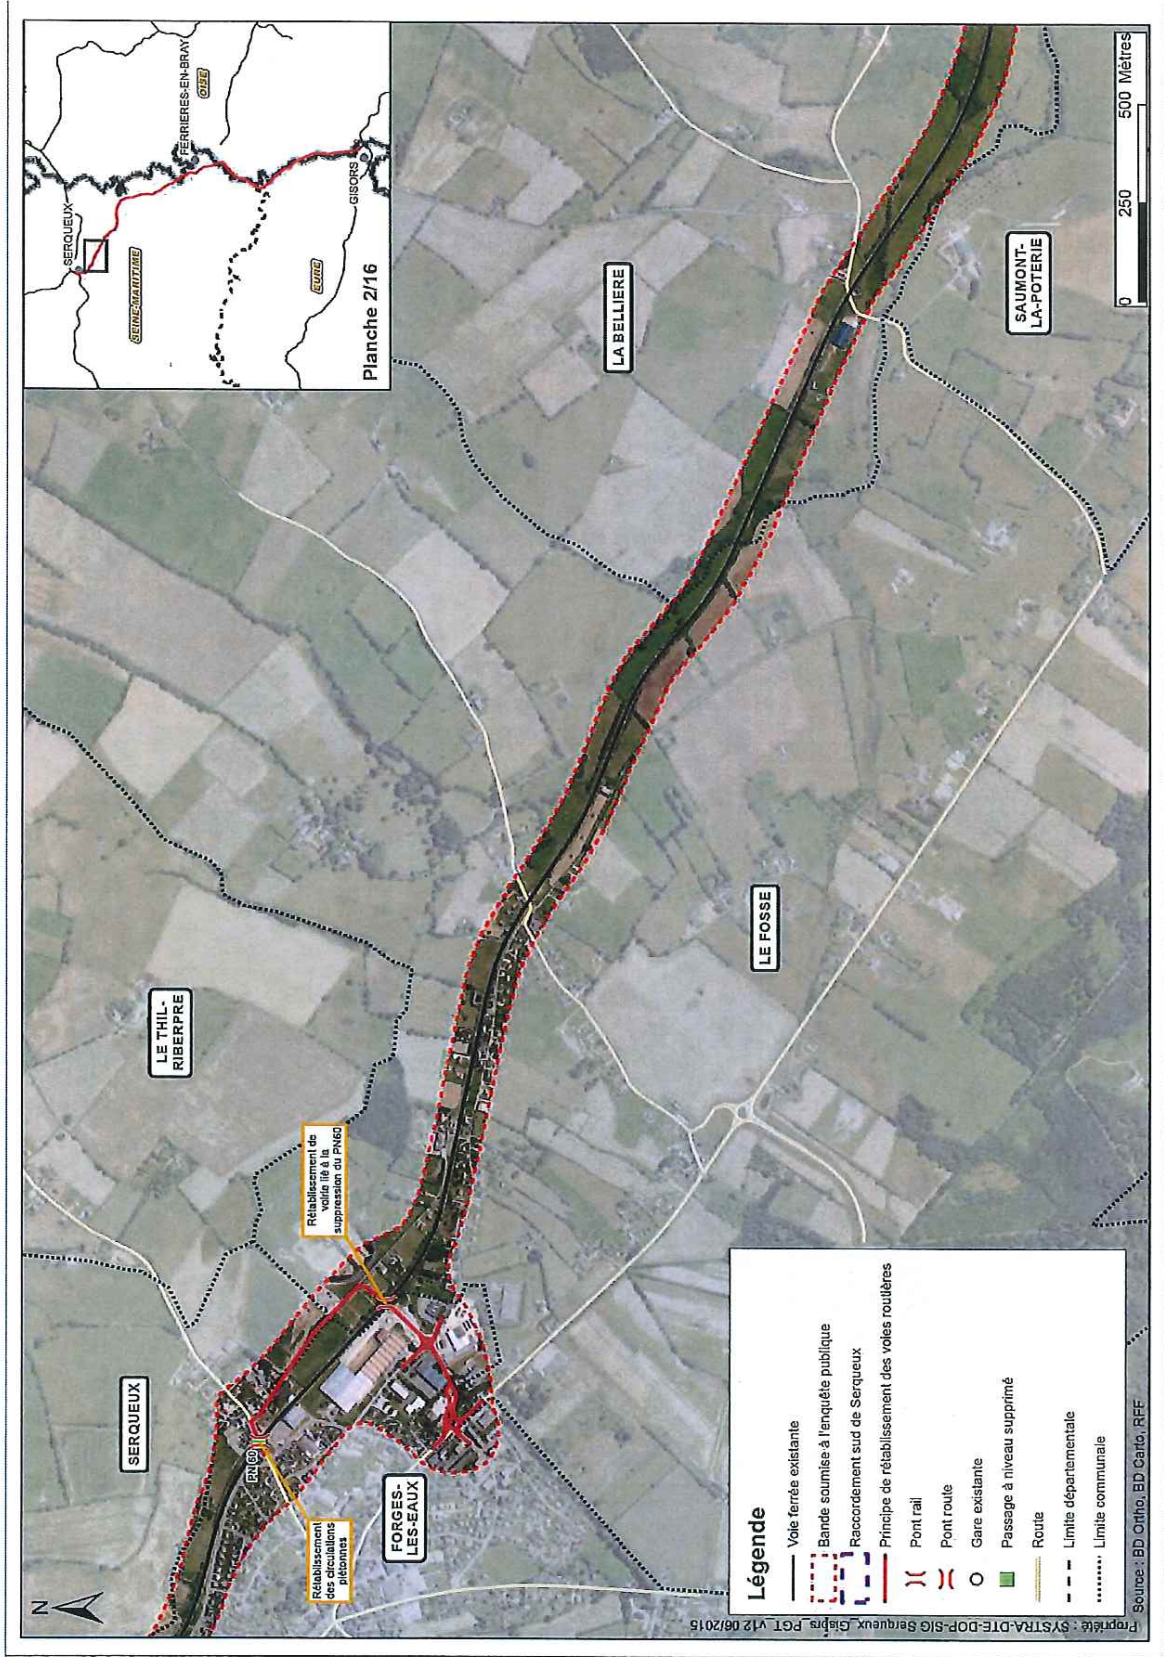 N
SERQUEUX
LE THIL-
RIBERPRE
FORGES-
LES-EAUX
LE FOSSE
LA BELLIERE
SAUMONT-
LA-POTERIE
PN 60
Rétablissement
des circulations
piétonnes
Rétablissement de
voirie lié à la
suppression du PN60
SERQUEUX
FERRIERES-EN-BRAY
OISE
SEINE-MARITIME
EURE
GISORS
Planche 2/16
0 250 500 Mètres
Légende
Voie ferrée existante
Bande soumise à l'enquête publique
Raccordement sud de Serqueux
Principe de rétablissement des voies routières
Pont rail
Pont route
Gare existante
Passage à niveau supprimé
Route
Limite départementale
Limite communale
Propriété : SYSTRA-DTE-DOP-SIG Serqueux_Gisors_PGT_v12 06/2015
Source : BD Ortho, BD Carto, RFF